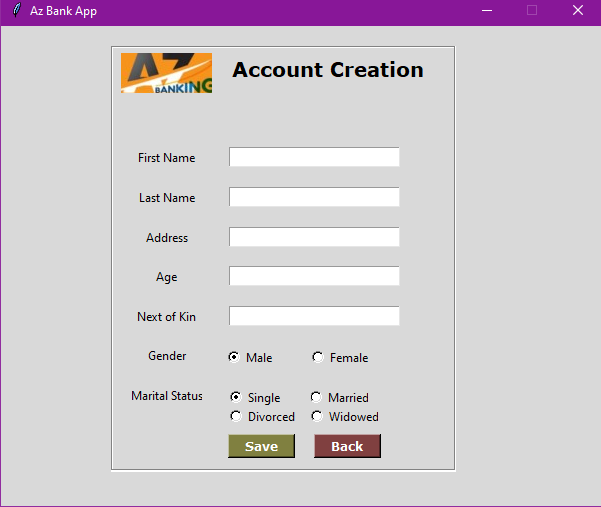 Az Bank App
AZ
BANKING
Account Creation
First Name
Last Name
Address
Age
Next of Kin
Gender Male Female
Marital Status Single Married
Divorced Widowed
Save Back